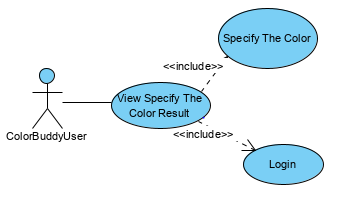 Specify The Color
<<include>>
View Specify The
Color Result
ColorBuddyUser
<<include>>
Login